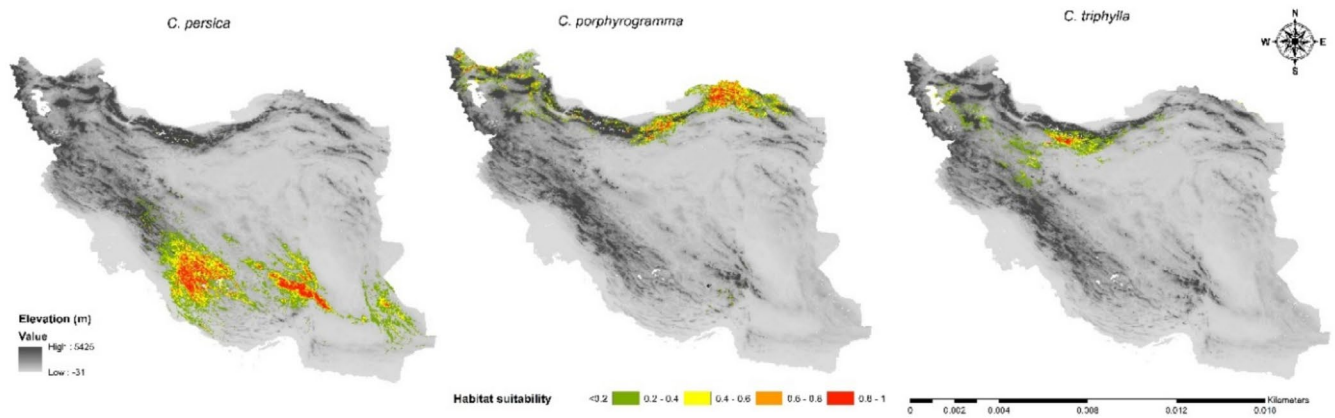 C. persica
C. porphyrogramma
C. triphylla
N
W E
S
Elevation (m)
Value
High : 5426
Low : -31
Habitat suitability <0.2 0.2 - 0.4 0.4 - 0.6 0.6 - 0.8 0.8 - 1
Kilometers
0 0.002 0.004 0.008 0.012 0.016